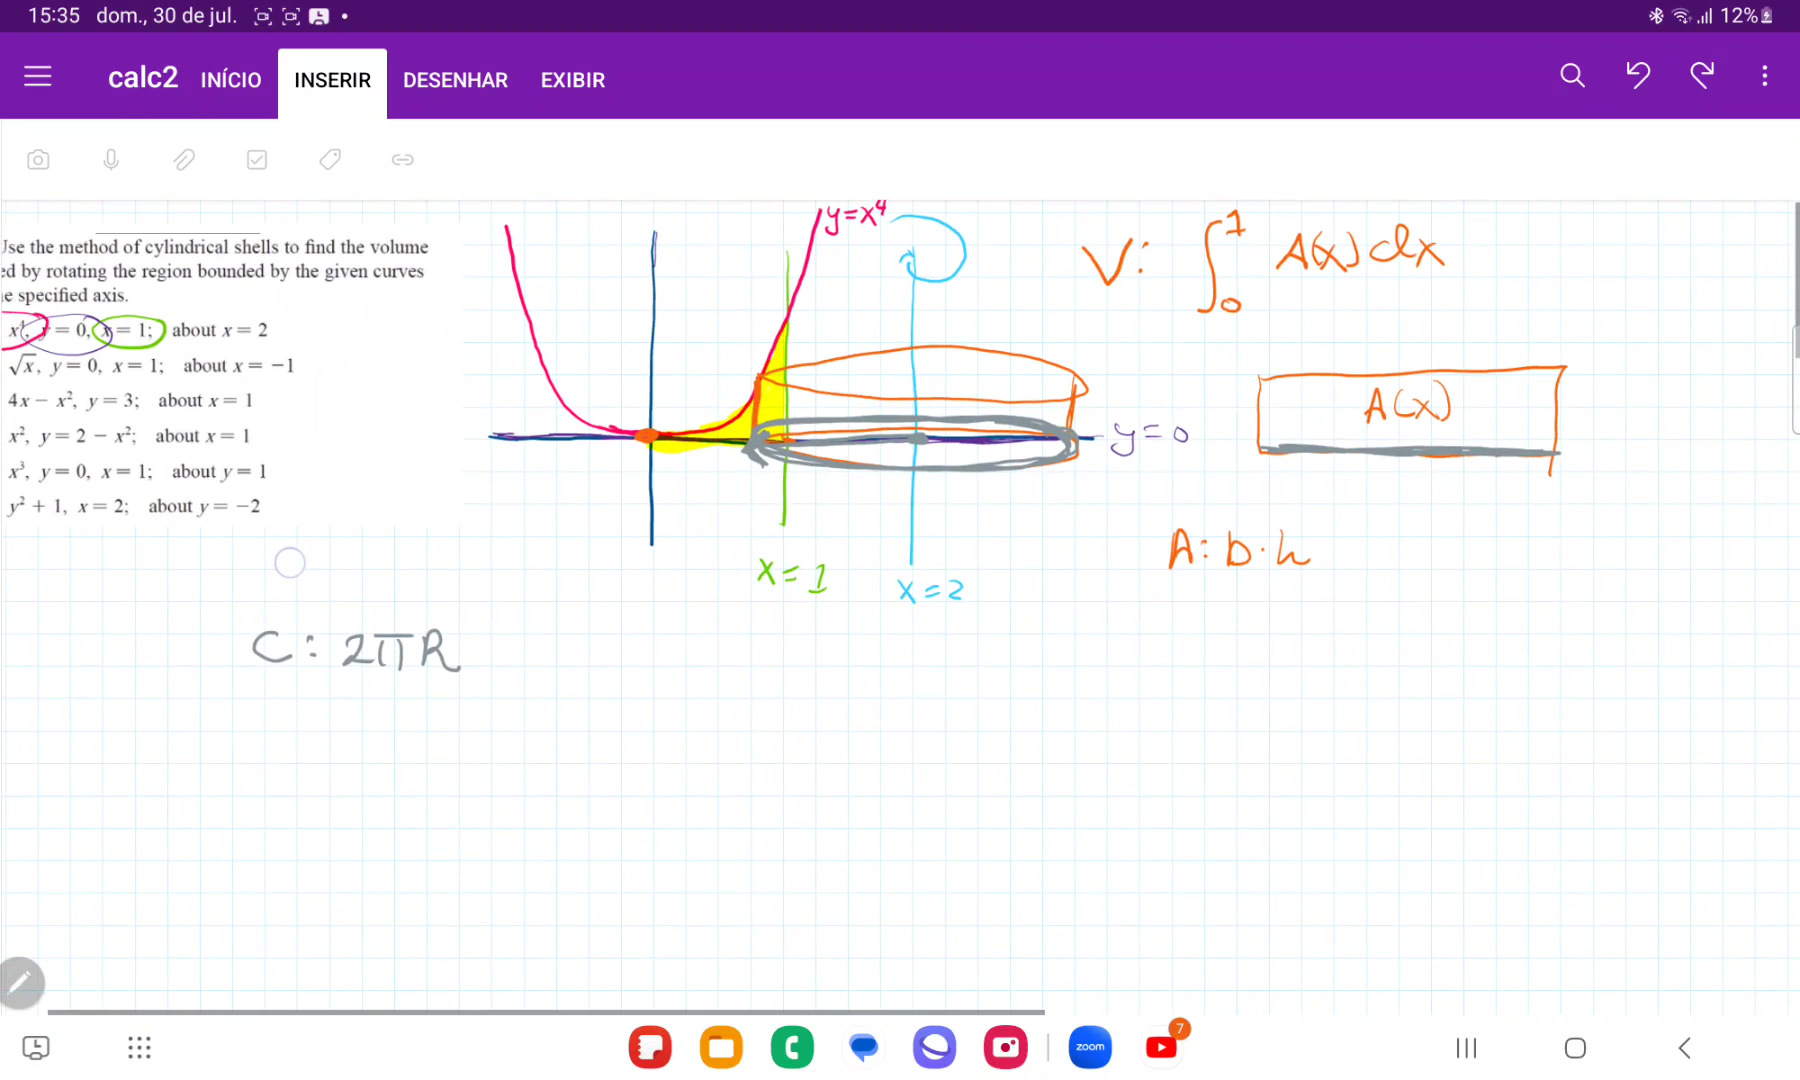 15:35 dom., 30 de jul. 12%
calc2 INÍCIO INSERIR DESENHAR EXIBIR
Use the method of cylindrical shells to find the volume
ed by rotating the region bounded by the given curves
e specified axis.
x⁴, y = 0, x = 1; about x = 2
√x, y = 0, x = 1; about x = −1
4x − x², y = 3; about x = 1
x², y = 2 − x²; about x = 1
x³, y = 0, x = 1; about y = 1
y² + 1, x = 2; about y = −2
y=x⁴
y=0
x=1
x=2
V: ∫₀¹ A(x)dx
A(x)
A: b·h
C: 2πR
zoom
7